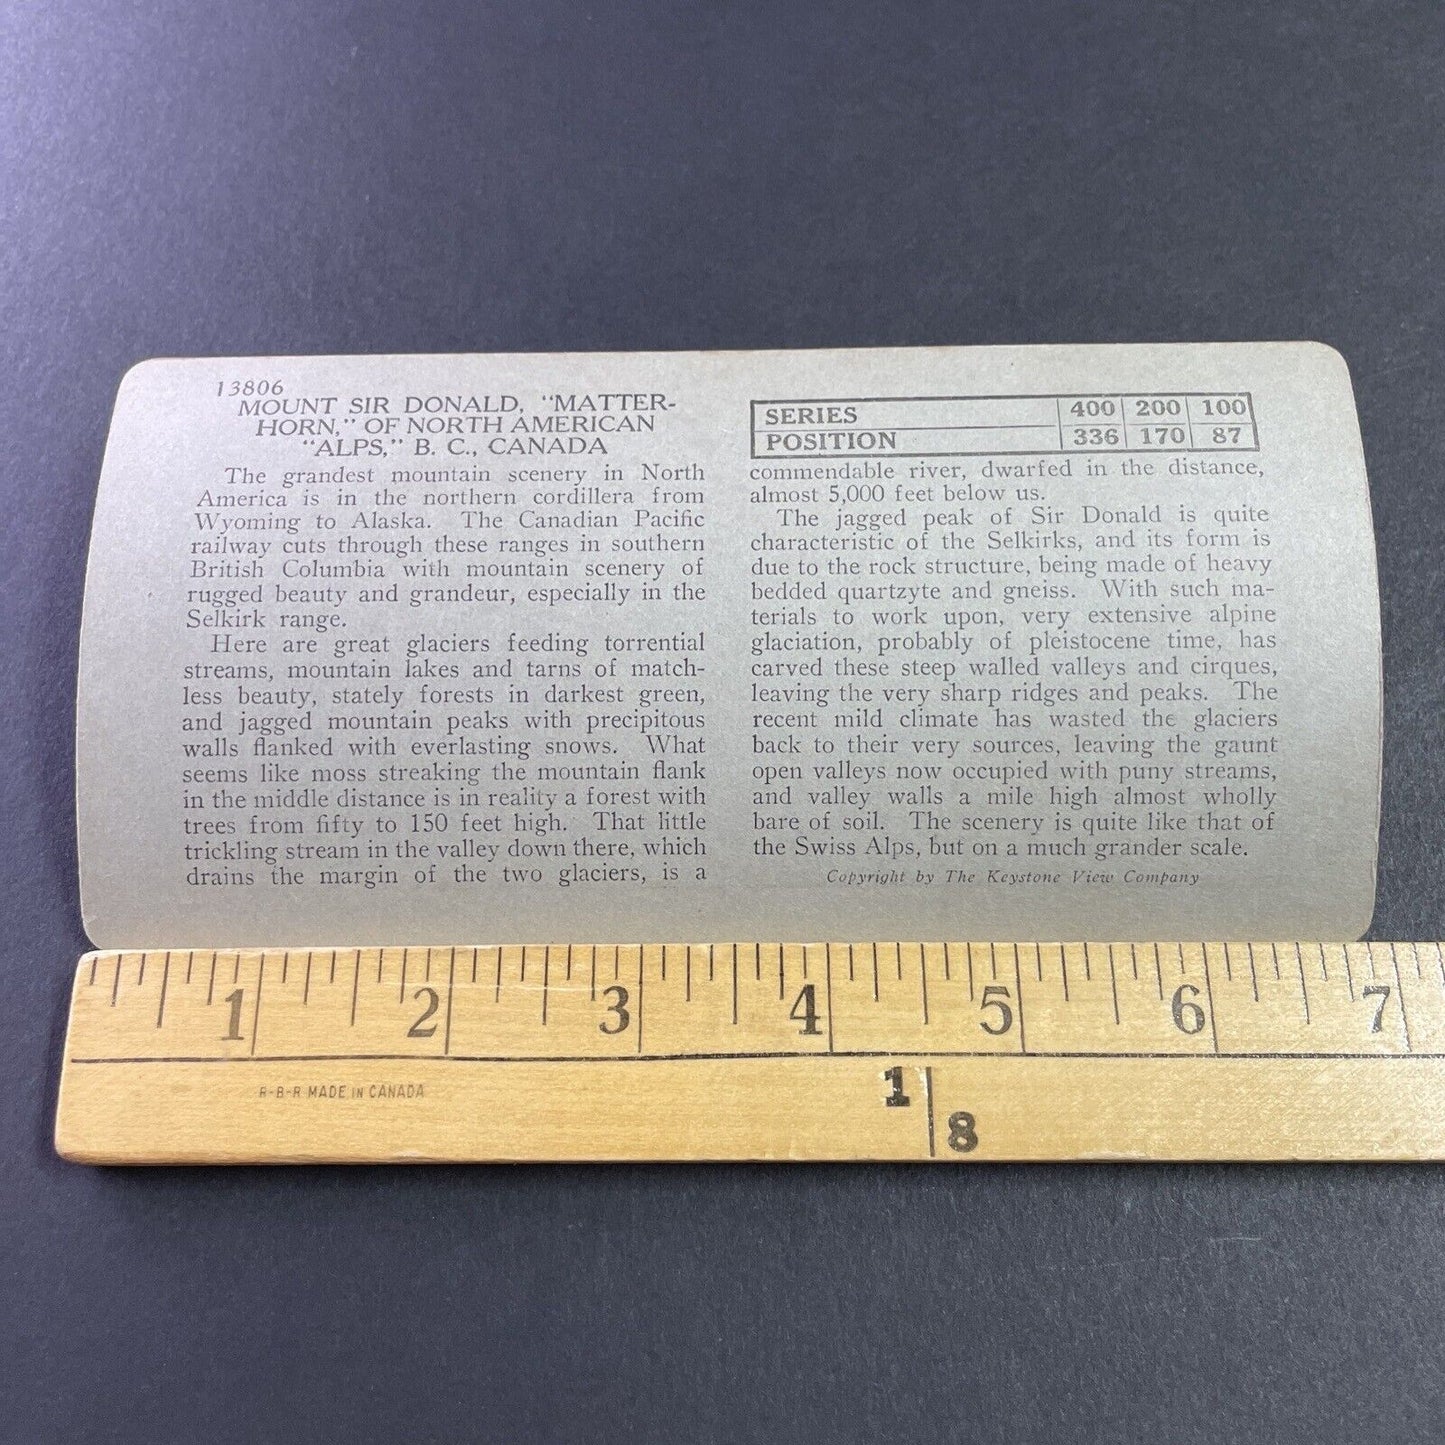 13806
MOUNT SIR DONALD, "MATTER-
HORN," OF NORTH AMERICAN
"ALPS," B. C., CANADA
The grandest mountain scenery in North
America is in the northern cordillera from
Wyoming to Alaska. The Canadian Pacific
railway cuts through these ranges in southern
British Columbia with mountain scenery of
rugged beauty and grandeur, especially in the
Selkirk range.
Here are great glaciers feeding torrential
streams, mountain lakes and tarns of match-
less beauty, stately forests in darkest green,
and jagged mountain peaks with precipitous
walls flanked with everlasting snows. What
seems like moss streaking the mountain flank
in the middle distance is in reality a forest with
trees from fifty to 150 feet high. That little
trickling stream in the valley down there, which
drains the margin of the two glaciers, is a
SERIES 400 200 100
POSITION 336 170 87
commendable river, dwarfed in the distance,
almost 5,000 feet below us.
The jagged peak of Sir Donald is quite
characteristic of the Selkirks, and its form is
due to the rock structure, being made of heavy
bedded quartzyte and gneiss. With such ma-
terials to work upon, very extensive alpine
glaciation, probably of pleistocene time, has
carved these steep walled valleys and cirques,
leaving the very sharp ridges and peaks. The
recent mild climate has wasted the glaciers
back to their very sources, leaving the gaunt
open valleys now occupied with puny streams,
and valley walls a mile high almost wholly
bare of soil. The scenery is quite like that of
the Swiss Alps, but on a much grander scale.
Copyright by The Keystone View Company
1 2 3 4 5 6 7
R-B-R MADE IN CANADA
1 8